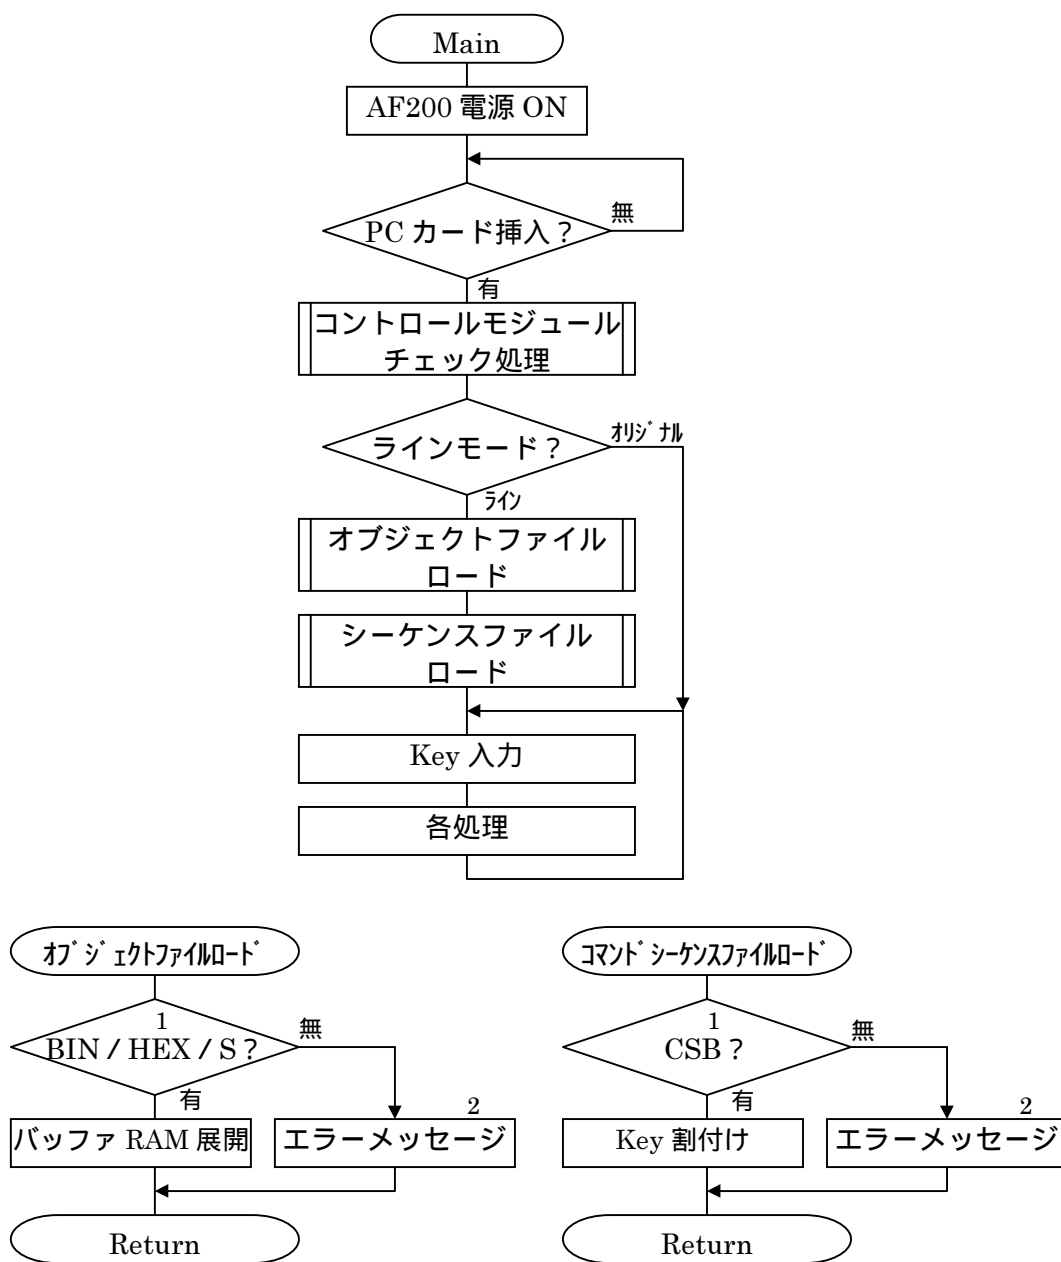 Main
AF200 電源 ON
PC カード挿入？
無
有
コントロールモジュール
チェック処理
ラインモード？
ｵﾘｼﾞﾅﾙ
ﾗｲﾝ
オブジェクトファイル
ロード
シーケンスファイル
ロード
Key 入力
各処理
ｵﾌﾞｼﾞｪｸﾄﾌｧｲﾙﾛｰﾄﾞ
1
BIN / HEX / S？
無
有
バッファ RAM 展開
2
エラーメッセージ
Return
ｺﾏﾝﾄﾞｼｰｹﾝｽﾌｧｲﾙﾛｰﾄﾞ
1
CSB？
無
有
Key 割付け
2
エラーメッセージ
Return